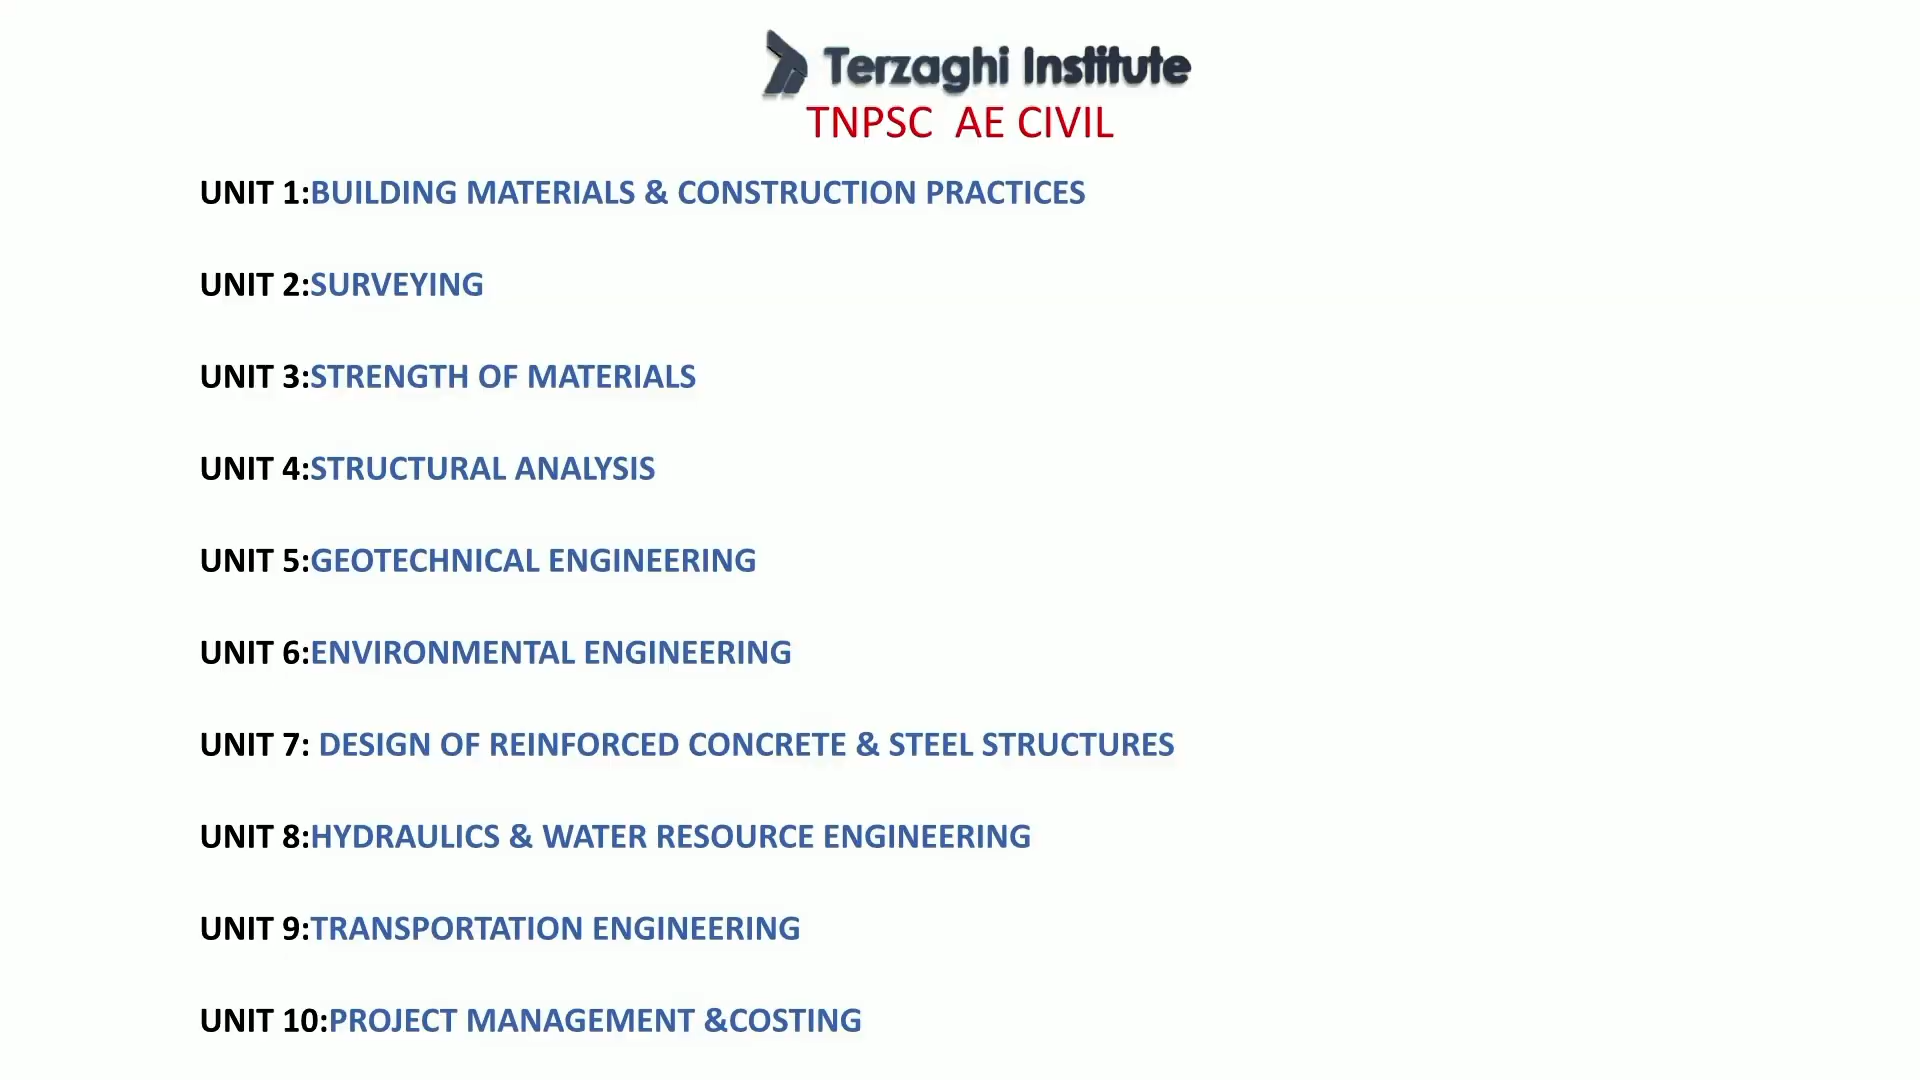 Terzaghi Institute
TNPSC AE CIVIL
UNIT 1:BUILDING MATERIALS & CONSTRUCTION PRACTICES
UNIT 2:SURVEYING
UNIT 3:STRENGTH OF MATERIALS
UNIT 4:STRUCTURAL ANALYSIS
UNIT 5:GEOTECHNICAL ENGINEERING
UNIT 6:ENVIRONMENTAL ENGINEERING
UNIT 7: DESIGN OF REINFORCED CONCRETE & STEEL STRUCTURES
UNIT 8:HYDRAULICS & WATER RESOURCE ENGINEERING
UNIT 9:TRANSPORTATION ENGINEERING
UNIT 10:PROJECT MANAGEMENT &COSTING